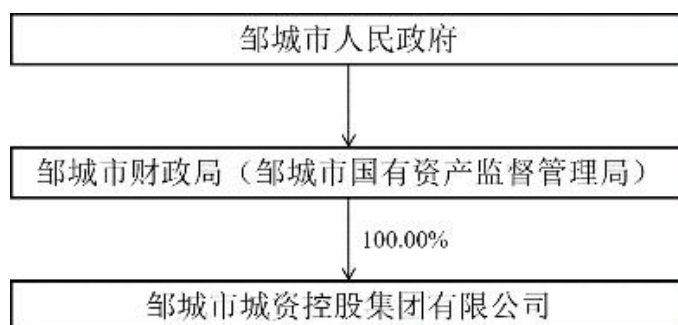 邹城市人民政府
邹城市财政局（邹城市国有资产监督管理局）
100.00%
邹城市城资控股集团有限公司